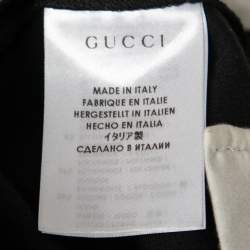 GUCCI
MADE IN ITALY
FABRIQUE EN ITALIE
HERGESTELLT IN ITALIEN
HECHO EN ITALIA
イタリア製
СДЕЛАНО В ИТАЛИИ